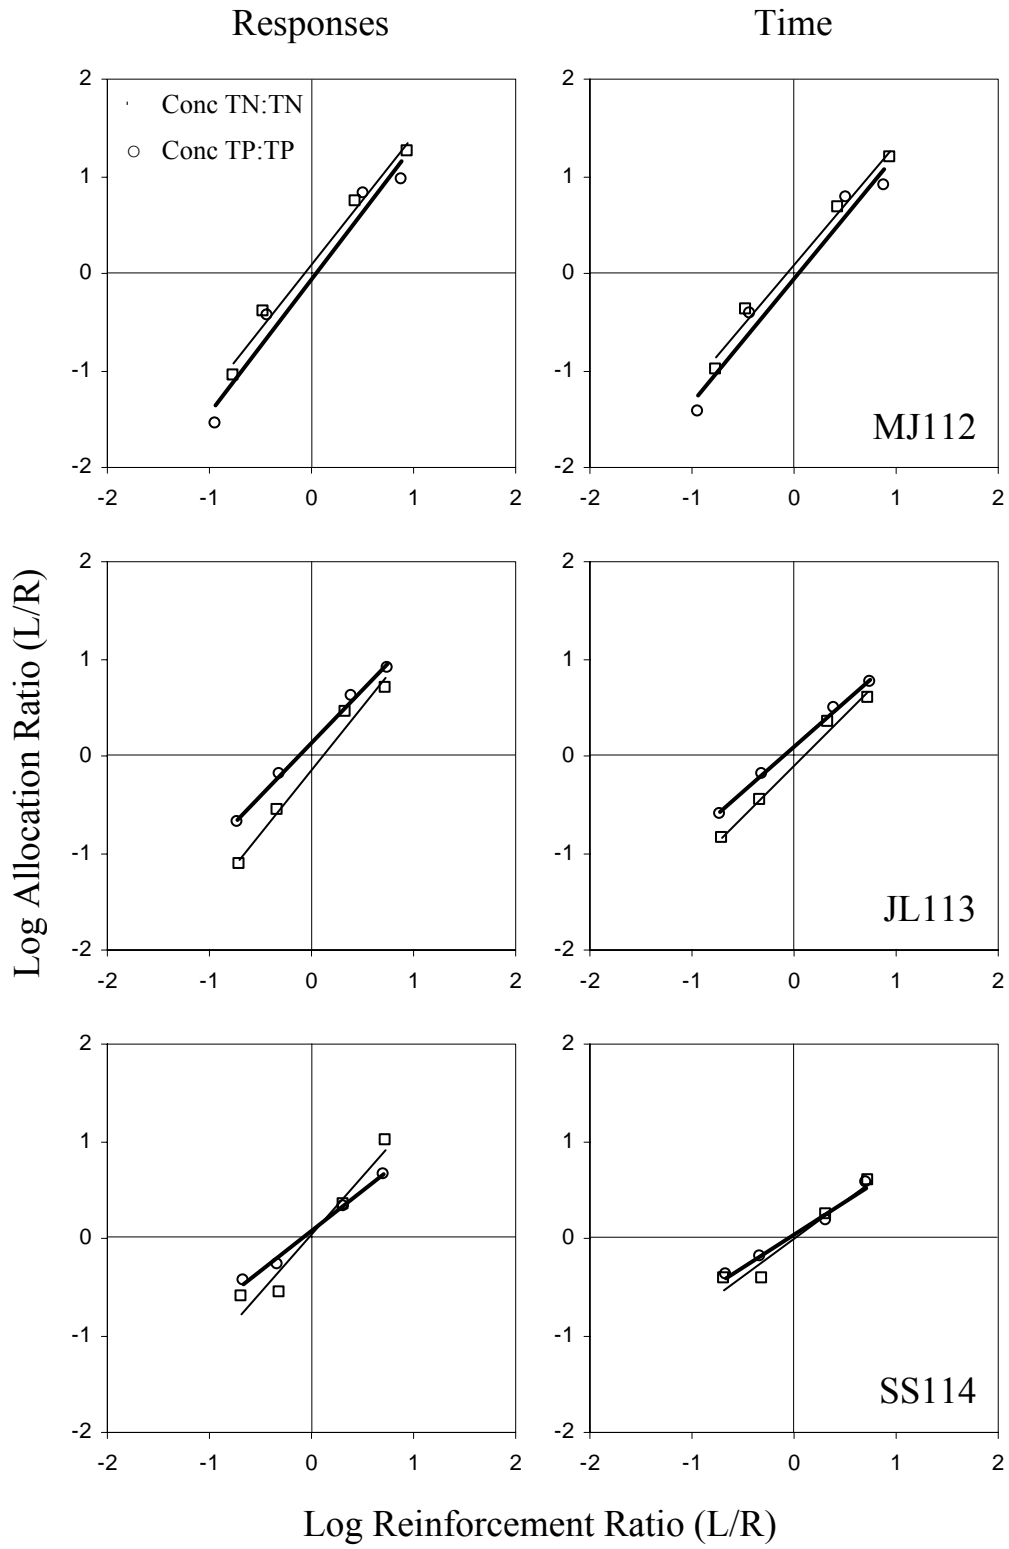 Responses Time
2 2
Conc TN:TN
Conc TP:TP
1 1
0 0
-1 -1
MJ112
-2 -2
-2 -1 0 1 2 -2 -1 0 1 2
2 2
1 1
0 0
-1 -1
JL113
-2 -2
-2 -1 0 1 2 -2 -1 0 1 2
Log Allocation Ratio (L/R)
2 2
1 1
0 0
-1 -1
SS114
-2 -2
-2 -1 0 1 2 -2 -1 0 1 2
Log Reinforcement Ratio (L/R)